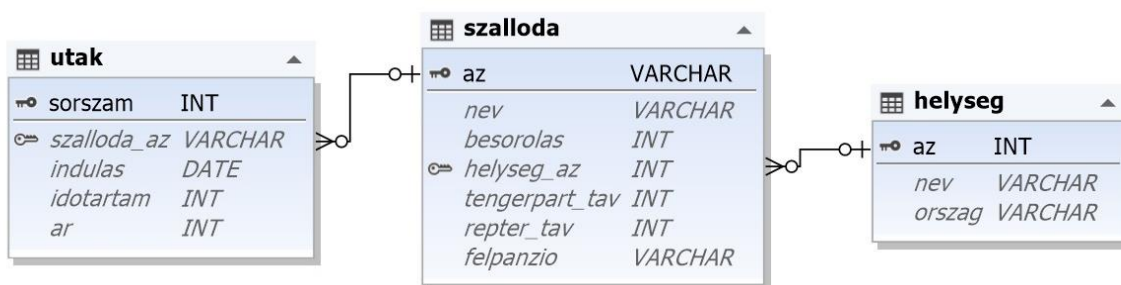 utak
sorszam INT
szalloda_az VARCHAR
indulas DATE
idotartam INT
ar INT
szalloda
az VARCHAR
nev VARCHAR
besorolas INT
helyseg_az INT
tengerpart_tav INT
repter_tav INT
felpanzio VARCHAR
helyseg
az INT
nev VARCHAR
orszag VARCHAR